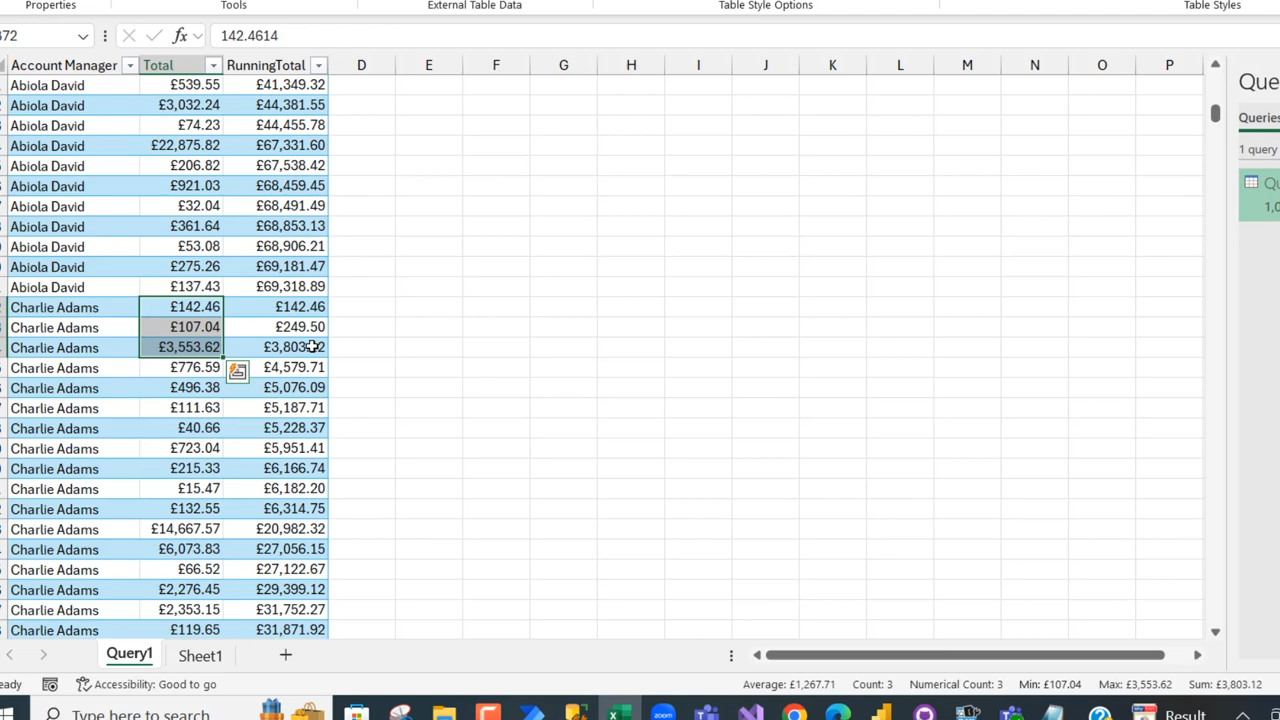 Properties Tools External Table Data Table Style Options Table Styles
fx 142.4614
Account Manager Total RunningTotal D E F G H I J K L M N O P
Abiola David £539.55 £41,349.32
Abiola David £3,032.24 £44,381.55
Abiola David £74.23 £44,455.78
Abiola David £22,875.82 £67,331.60
Abiola David £206.82 £67,538.42
Abiola David £921.03 £68,459.45
Abiola David £32.04 £68,491.49
Abiola David £361.64 £68,853.13
Abiola David £53.08 £68,906.21
Abiola David £275.26 £69,181.47
Abiola David £137.43 £69,318.89
Charlie Adams £142.46 £142.46
Charlie Adams £107.04 £249.50
Charlie Adams £3,553.62
Charlie Adams £776.59 £4,579.71
Charlie Adams £496.38 £5,076.09
Charlie Adams £111.63 £5,187.71
Charlie Adams £40.66 £5,228.37
Charlie Adams £723.04 £5,951.41
Charlie Adams £215.33 £6,166.74
Charlie Adams £15.47 £6,182.20
Charlie Adams £132.55 £6,314.75
Charlie Adams £14,667.57 £20,982.32
Charlie Adams £6,073.83 £27,056.15
Charlie Adams £66.52 £27,122.67
Charlie Adams £2,276.45 £29,399.12
Charlie Adams £2,353.15 £31,752.27
Charlie Adams £119.65 £31,871.92
Que
Queries
1 query
Qu
1,0
Query1 Sheet1
eady Accessibility: Good to go Average: £1,267.71 Count: 3 Numerical Count: 3 Min: £107.04 Max: £3,553.62 Sum: £3,803.12
Type here to search zoom Result